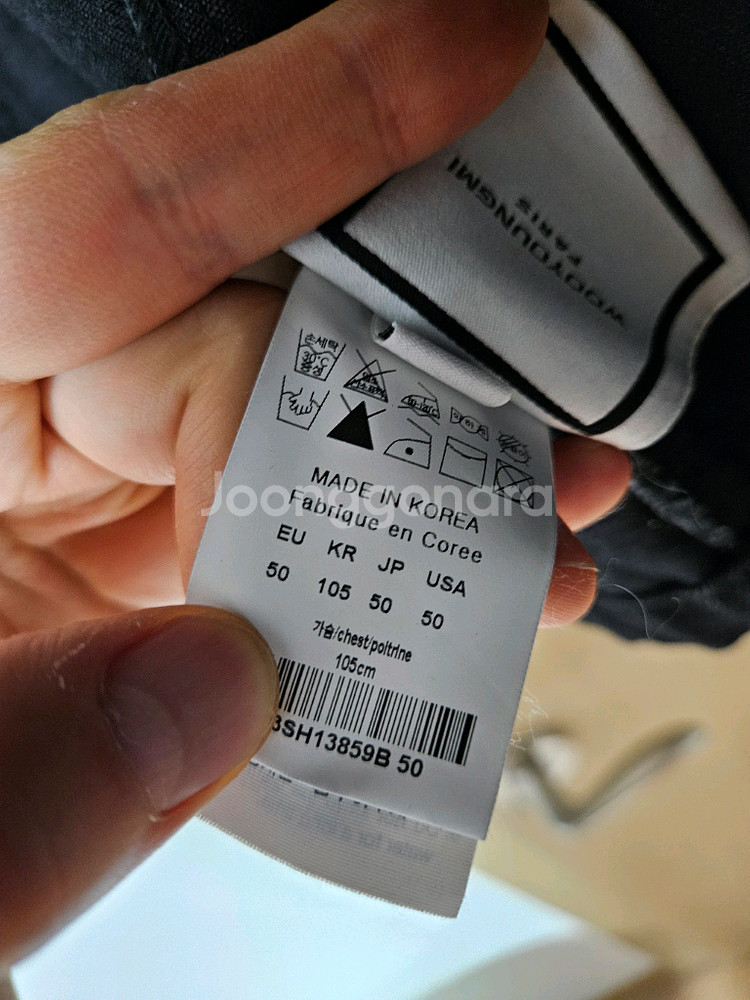 WOOYOUNGMI
PARIS
손세탁
30°C
중성
MADE IN KOREA
Fabrique en Coree
EU KR JP USA
50 105 50 50
가슴/chest/poitrine
105cm
3SH13859B 50
Joonggonara